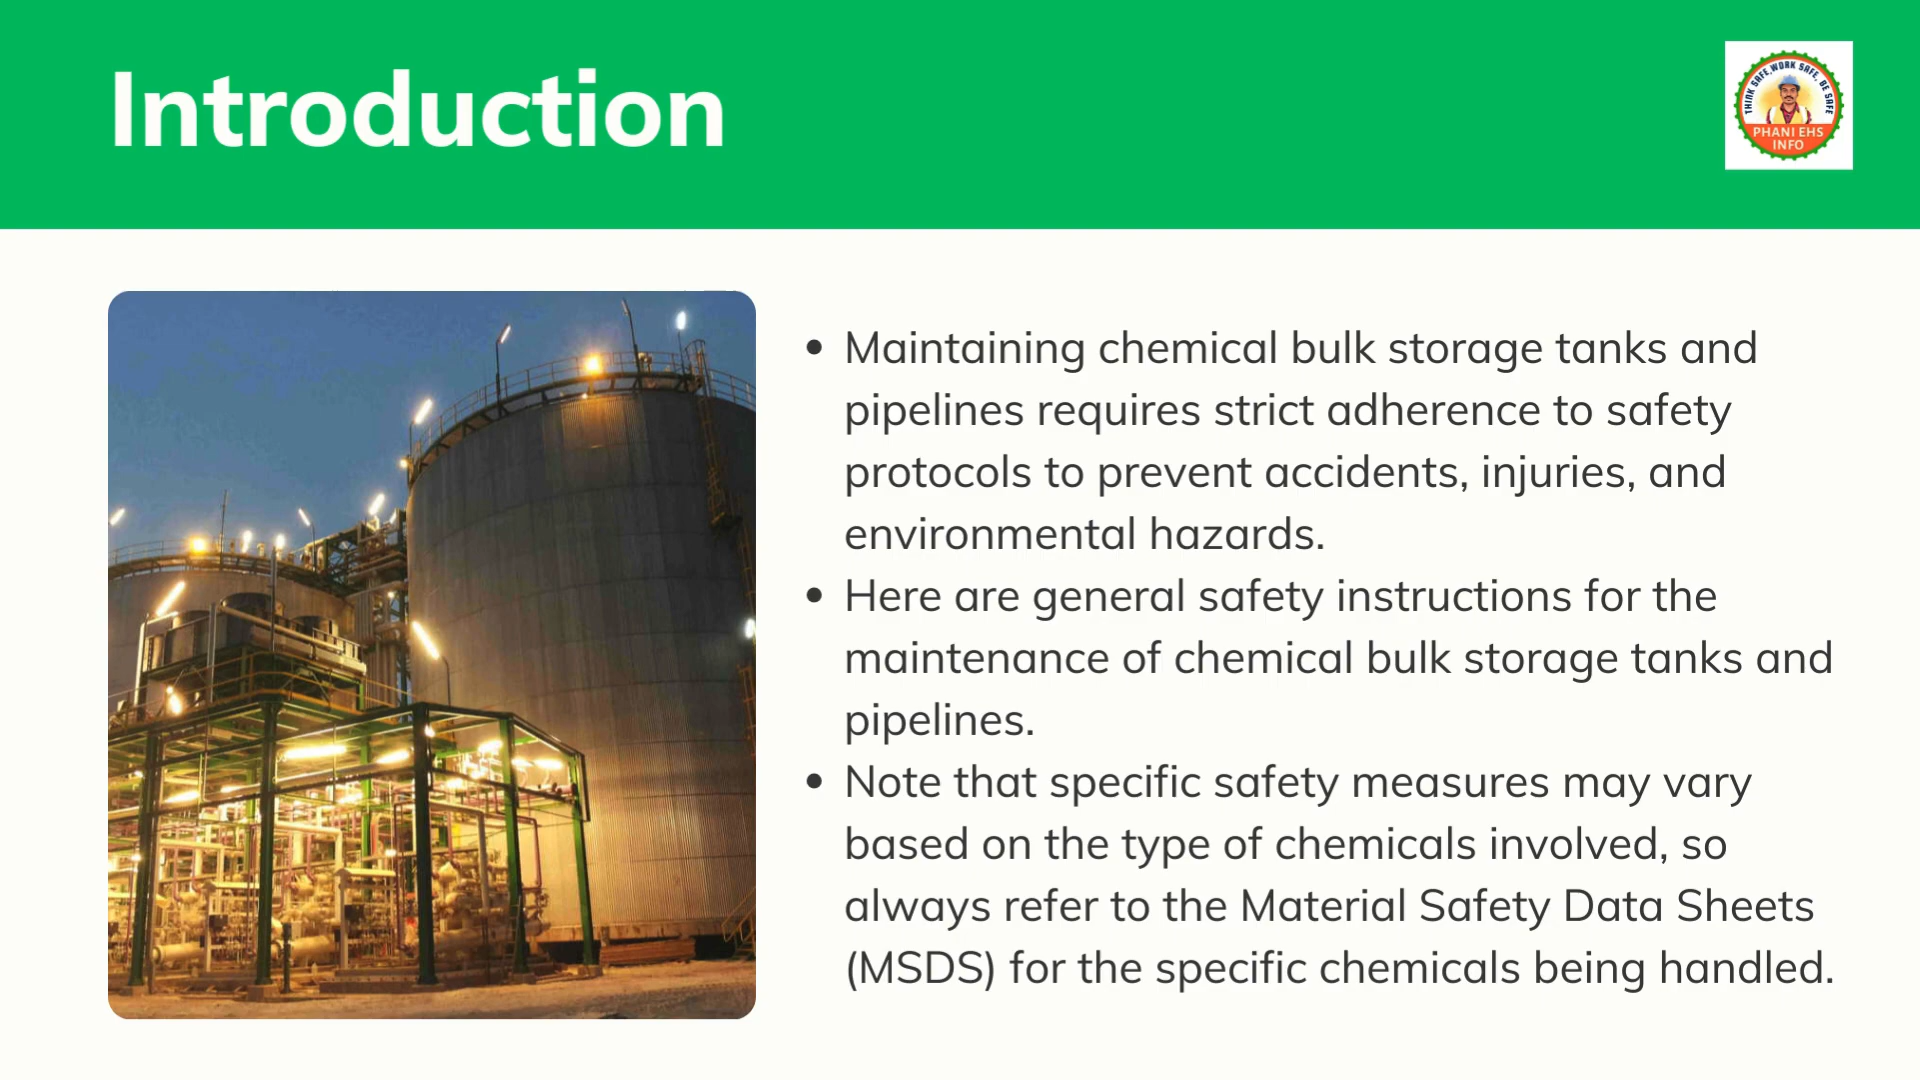 Introduction
THINK SAFE, WORK SAFE, BE SAFE
PHANI EHS
INFO
• Maintaining chemical bulk storage tanks and
pipelines requires strict adherence to safety
protocols to prevent accidents, injuries, and
environmental hazards.
• Here are general safety instructions for the
maintenance of chemical bulk storage tanks and
pipelines.
• Note that specific safety measures may vary
based on the type of chemicals involved, so
always refer to the Material Safety Data Sheets
(MSDS) for the specific chemicals being handled.